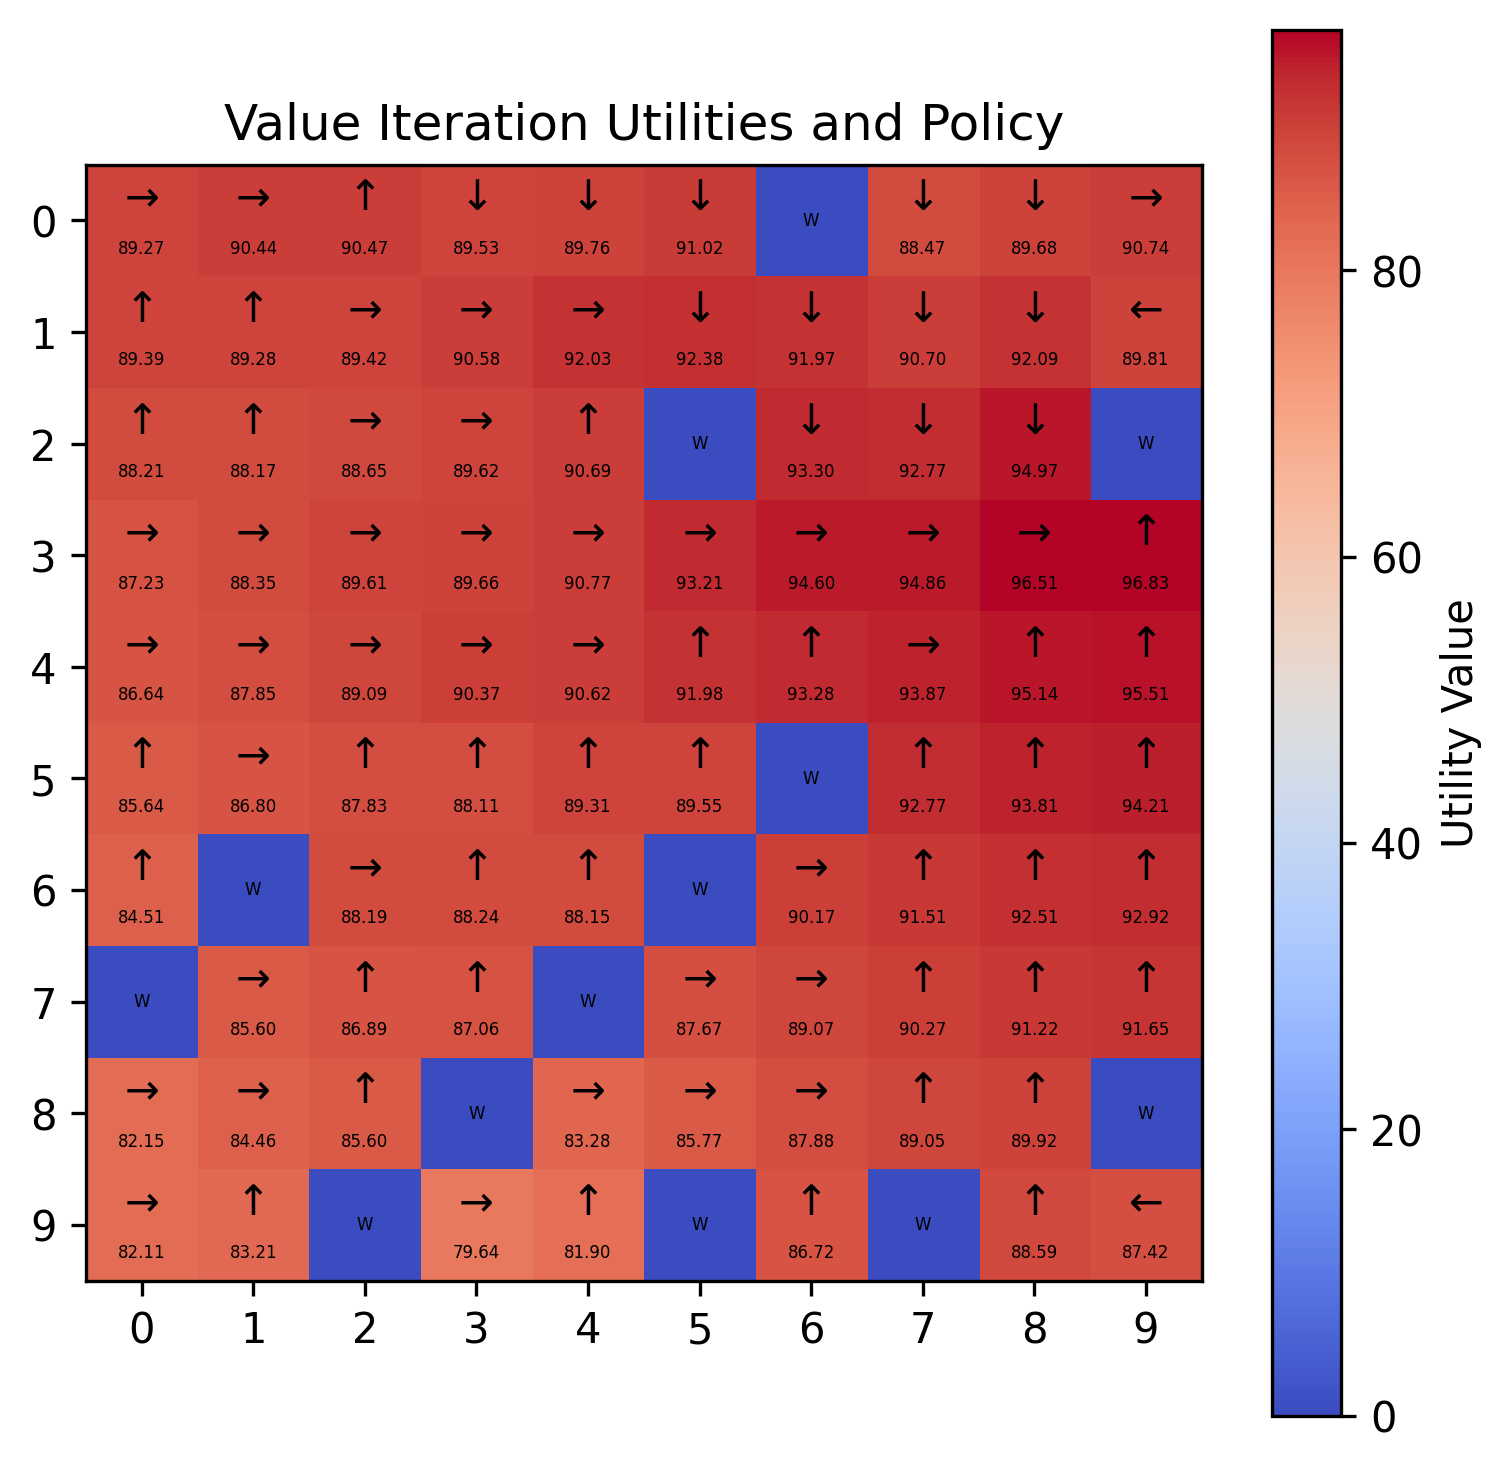 Value Iteration Utilities and Policy
0 → → ↑ ↓ ↓ ↓ W ↓ ↓ →
89.27 90.44 90.47 89.53 89.76 91.02 88.47 89.68 90.74
1 ↑ ↑ → → → ↓ ↓ ↓ ↓ ←
89.39 89.28 89.42 90.58 92.03 92.38 91.97 90.70 92.09 89.81
2 ↑ ↑ → → ↑ W ↓ ↓ ↓ W
88.21 88.17 88.65 89.62 90.69 93.30 92.77 94.97
3 → → → → → → → → → ↑
87.23 88.35 89.61 89.66 90.77 93.21 94.60 94.86 96.51 96.83
4 → → → → → ↑ ↑ → ↑ ↑
86.64 87.85 89.09 90.37 90.62 91.98 93.28 93.87 95.14 95.51
5 ↑ → ↑ ↑ ↑ ↑ W ↑ ↑ ↑
85.64 86.80 87.83 88.11 89.31 89.55 92.77 93.81 94.21
6 ↑ W → ↑ ↑ W → ↑ ↑ ↑
84.51 88.19 88.24 88.15 90.17 91.51 92.51 92.92
7 W → ↑ ↑ W → → ↑ ↑ ↑
85.60 86.89 87.06 87.67 89.07 90.27 91.22 91.65
8 → → ↑ W → → → ↑ ↑ W
82.15 84.46 85.60 83.28 85.77 87.88 89.05 89.92
9 → ↑ W → ↑ W ↑ W ↑ ←
82.11 83.21 79.64 81.90 86.72 88.59 87.42
0 1 2 3 4 5 6 7 8 9
80
60
40
20
0
Utility Value